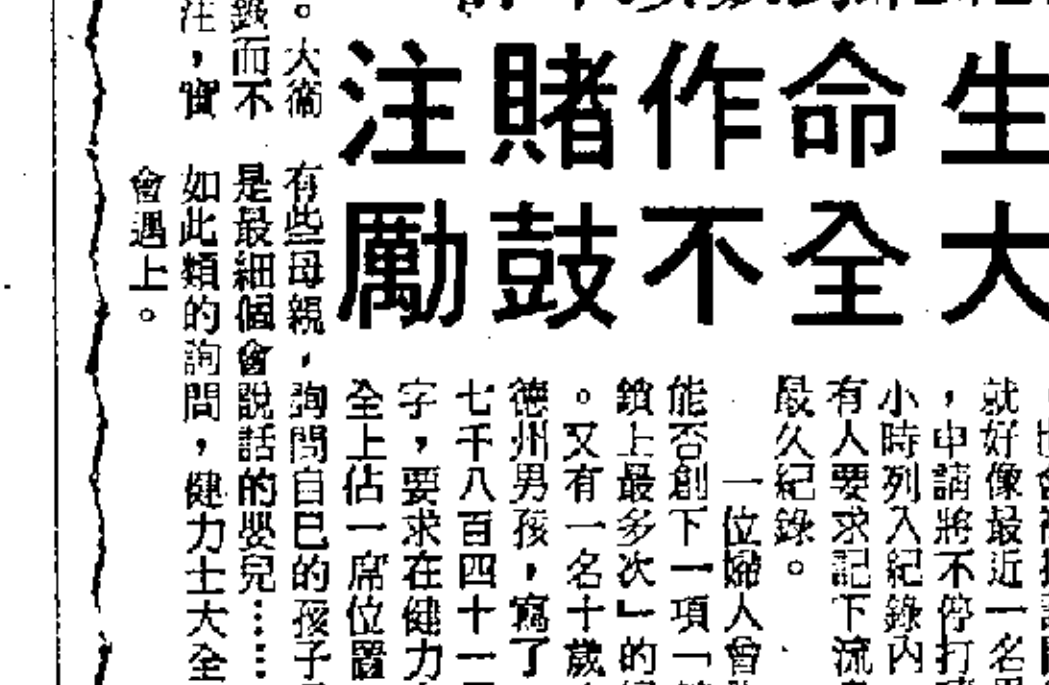 生命作賭注
大全不鼓勵
就好像最近一名
，申請將不停打
小時列入紀錄內
有人要求記下流
最久紀錄。
一位婦人曾
能否創下一項「
鎖上最多次」的
。又有一名十歲
德州男孩，寫了
七千八百四十一
字，要求在健力
全上佔一席位置
。大衛
錄而不
注，實
有些母親，詢問自己的孩子
是最細個會說話的嬰兒……
如此類的詢問，健力士大全
會遇上。